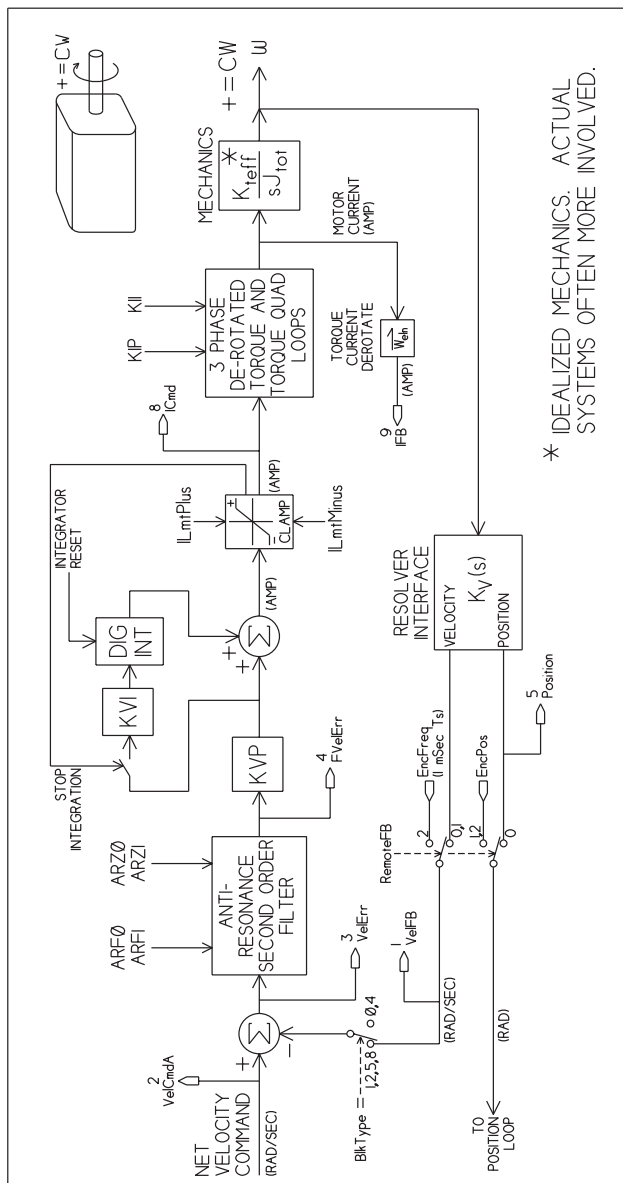 NET
VELOCITY
COMMAND
(RAD/SEC)
2
VelCmdA
+
−
Σ
3
VelErr
BlkType =
1,2,5,8
0,4
ARF0
ARF1
ARZ0
ARZ1
ANTI-
RESONANCE
SECOND ORDER
FILTER
4
FVelErr
KVP
STOP
INTEGRATION
KVI
DIG
INT
INTEGRATOR
RESET
+
+
Σ
(AMP)
ILmtPlus
+
−
CLAMP
ILmtMinus
(AMP)
8
ICmd
KIP
KII
3 PHASE
DE-ROTATED
TORQUE AND
TORQUE QUAD
LOOPS
MECHANICS
Kteff
*
sJtot
+ = CW
ω
+ = CW
MOTOR
CURRENT
(AMP)
TORQUE
CURRENT
DEROTATE
Weln
(AMP)
9
IFB
1
VelFB
(RAD/SEC)
(RAD)
TO
POSITION
LOOP
RemoteFB
2
0,1
1,2
0
EncFreq
(1 mSec Ts)
EncPos
5
Position
RESOLVER
INTERFACE
VELOCITY
KV(s)
POSITION
* IDEALIZED MECHANICS. ACTUAL
SYSTEMS OFTEN MORE INVOLVED.